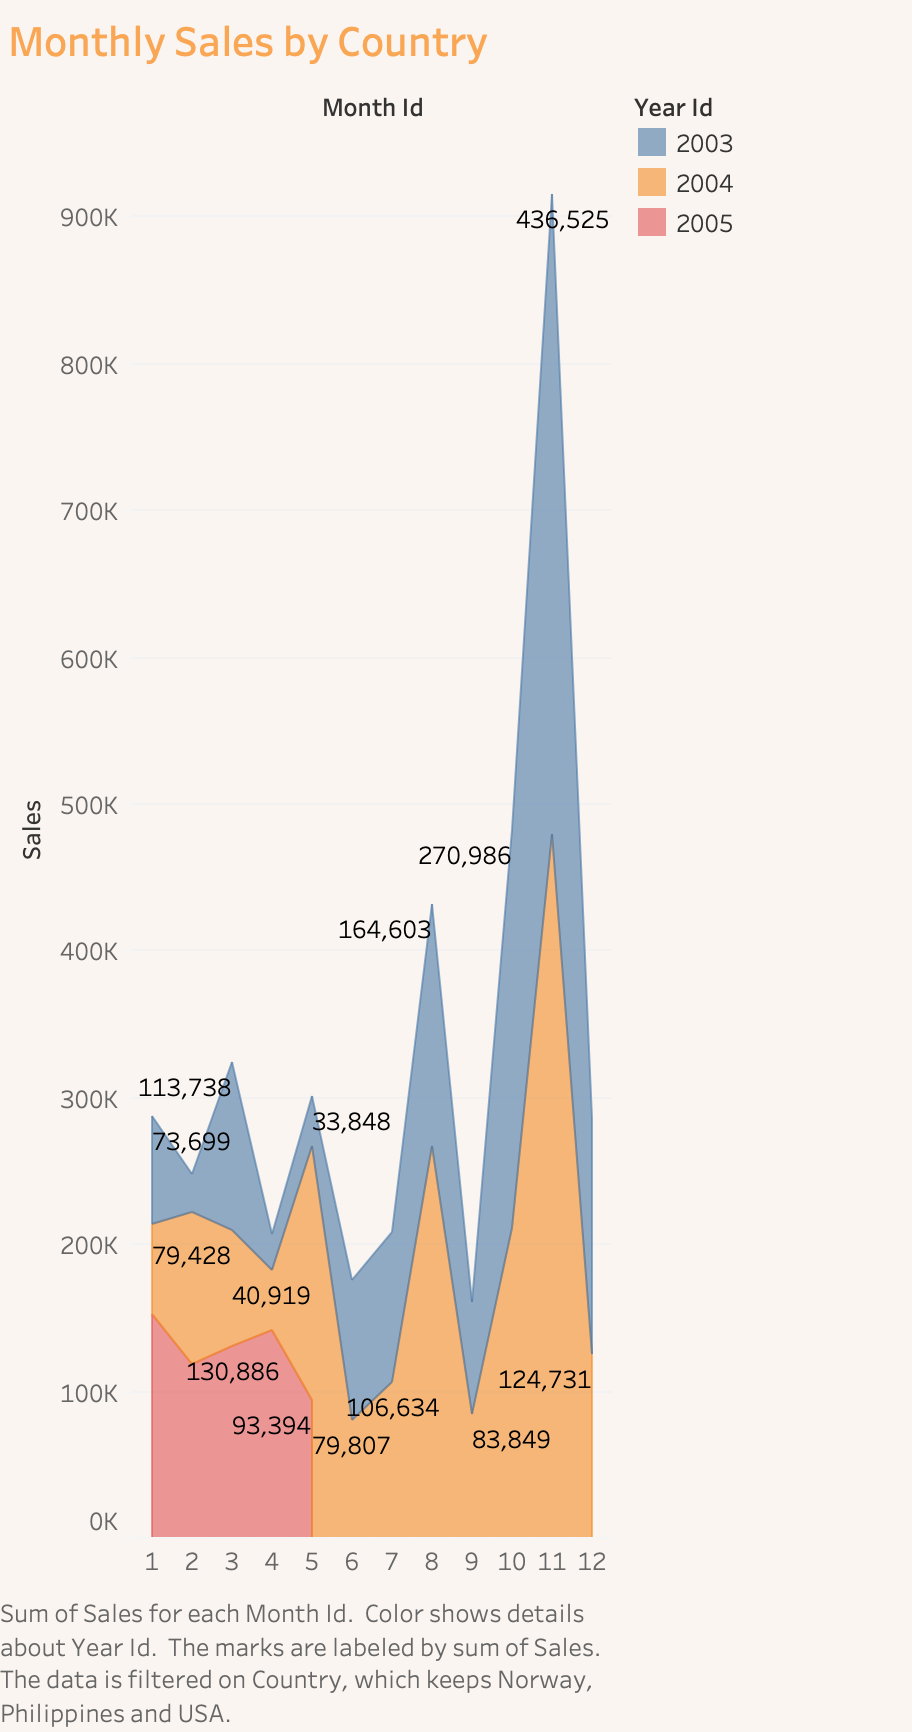 Monthly Sales by Country
Month Id
Year Id
2003
2004
2005
900K
436,525
800K
700K
600K
500K
Sales
270,986
164,603
400K
300K
113,738
33,848
73,699
200K
79,428
40,919
100K
130,886
124,731
106,634
93,394
79,807
83,849
0K
1 2 3 4 5 6 7 8 9 10 11 12
Sum of Sales for each Month Id.  Color shows details
about Year Id.  The marks are labeled by sum of Sales.
The data is filtered on Country, which keeps Norway,
Philippines and USA.